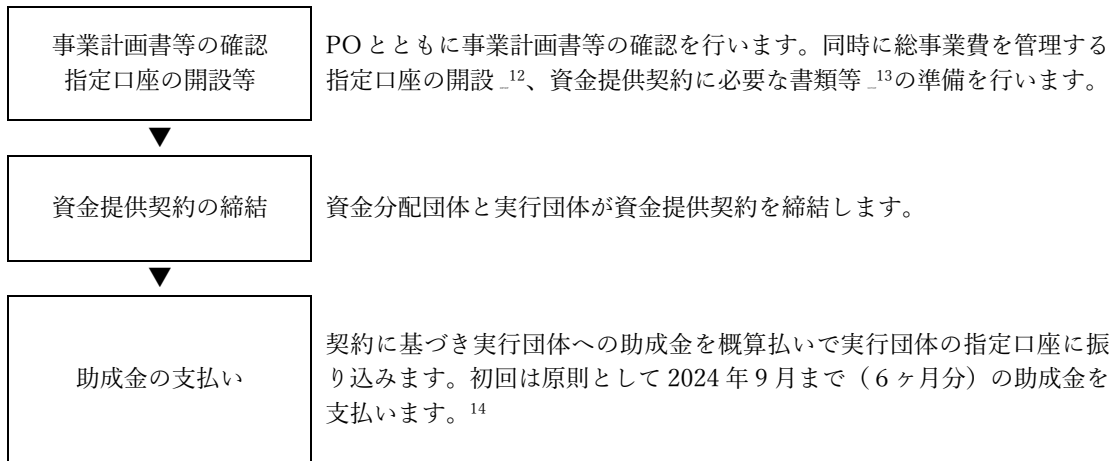 事業計画書等の確認
指定口座の開設等
PO とともに事業計画書等の確認を行います。同時に総事業費を管理する
指定口座の開設 _12、資金提供契約に必要な書類等 _13の準備を行います。
▼
資金提供契約の締結
資金分配団体と実行団体が資金提供契約を締結します。
▼
助成金の支払い
契約に基づき実行団体への助成金を概算払いで実行団体の指定口座に振
り込みます。初回は原則として 2024 年 9 月まで（６ヶ月分）の助成金を
支払います。14